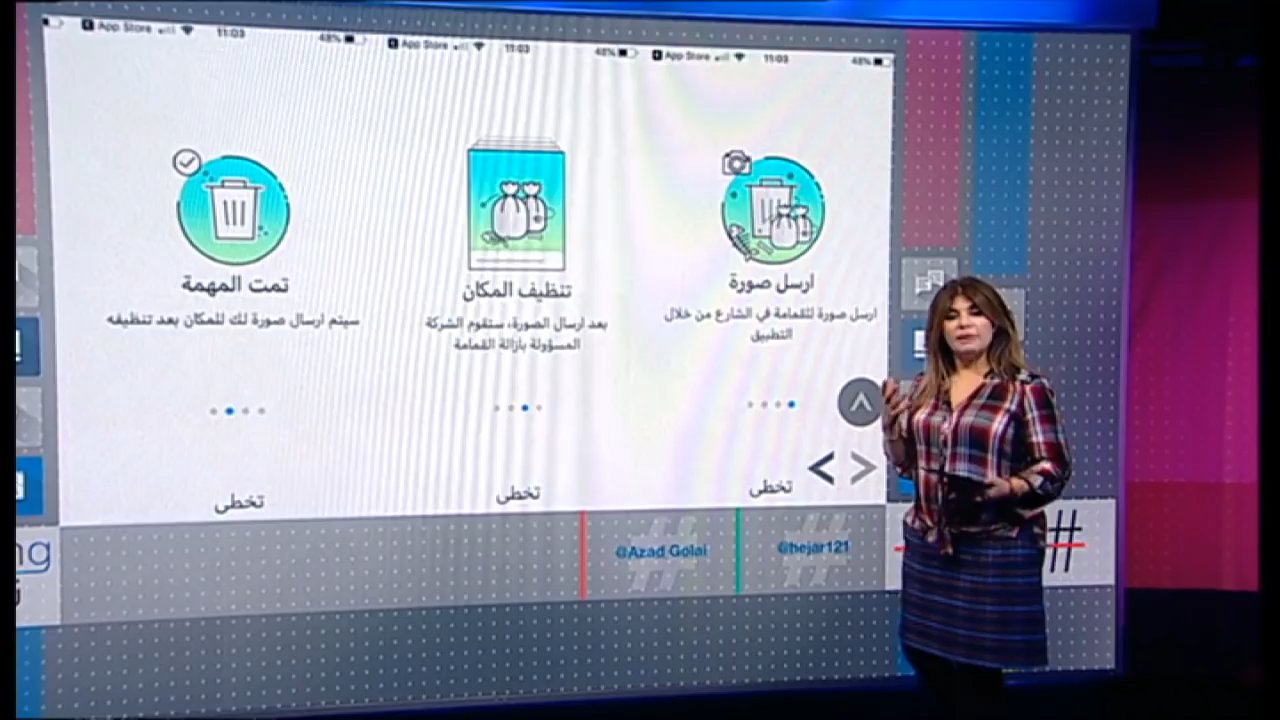 App Store 11:03 48%
App Store 11:03 48%
App Store 11:03 48%
ارسل صورة
ارسل صورة للقمامة في الشارع من خلال
التطبيق
تخطى
تنظيف المكان
بعد ارسال الصورة، ستقوم الشركة
المسؤولة بازالة القمامة
تخطى
تمت المهمة
سيتم ارسال صورة لك للمكان بعد تنظيفه
تخطى
@Azad Golai
@hejar121
#